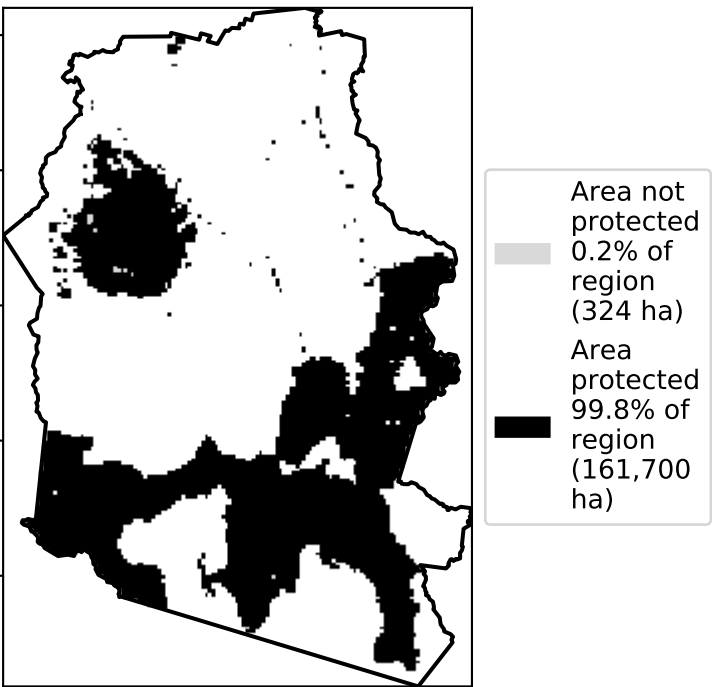 Area not
protected
0.2% of
region
(324 ha)
Area
protected
99.8% of
region
(161,700
ha)